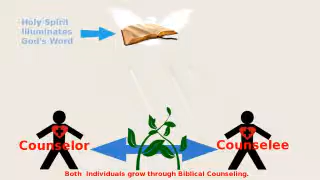 Holy Spirit
Illuminates
God's Word
Counselor
Counselee
Both Individuals grow through Biblical Counseling.